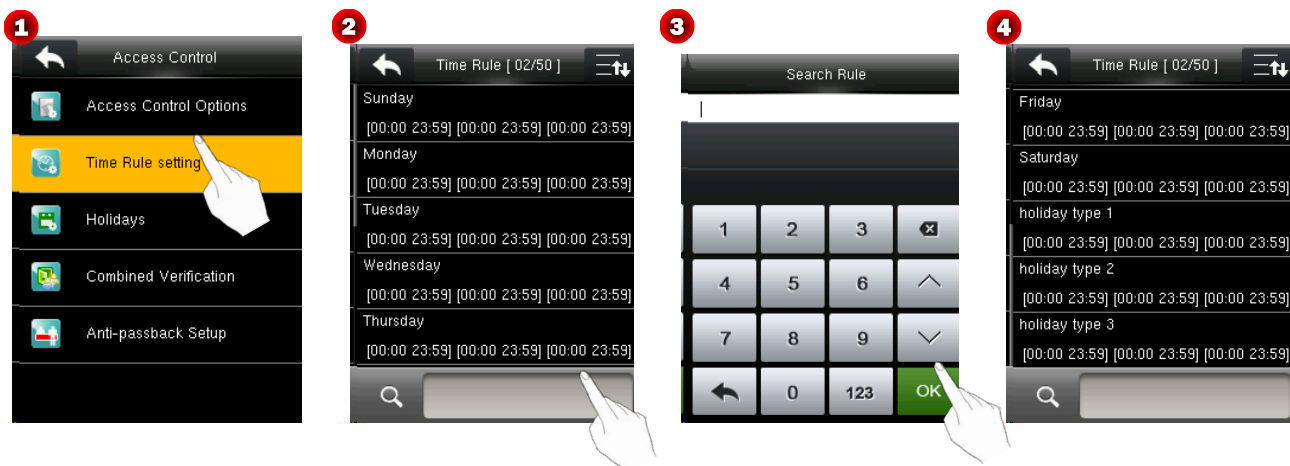 1
Access Control
Access Control Options
Time Rule setting
Holidays
Combined Verification
Anti-passback Setup
2
Time Rule [ 02/50 ]
Sunday
[00:00 23:59] [00:00 23:59] [00:00 23:59]
Monday
[00:00 23:59] [00:00 23:59] [00:00 23:59]
Tuesday
[00:00 23:59] [00:00 23:59] [00:00 23:59]
Wednesday
[00:00 23:59] [00:00 23:59] [00:00 23:59]
Thursday
[00:00 23:59] [00:00 23:59] [00:00 23:59]
3
Search Rule
1 2 3
4 5 6
7 8 9
0 123 OK
4
Time Rule [ 02/50 ]
Friday
[00:00 23:59] [00:00 23:59] [00:00 23:59]
Saturday
[00:00 23:59] [00:00 23:59] [00:00 23:59]
holiday type 1
[00:00 23:59] [00:00 23:59] [00:00 23:59]
holiday type 2
[00:00 23:59] [00:00 23:59] [00:00 23:59]
holiday type 3
[00:00 23:59] [00:00 23:59] [00:00 23:59]